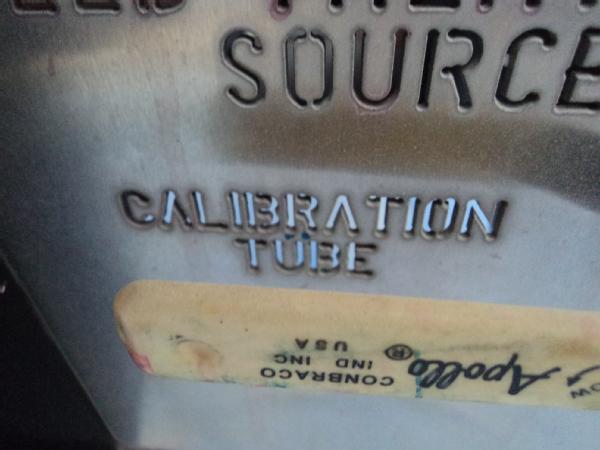 SOURCE
CALIBRATION
TUBE
Apollo®
CONBRACO
IND INC
USA